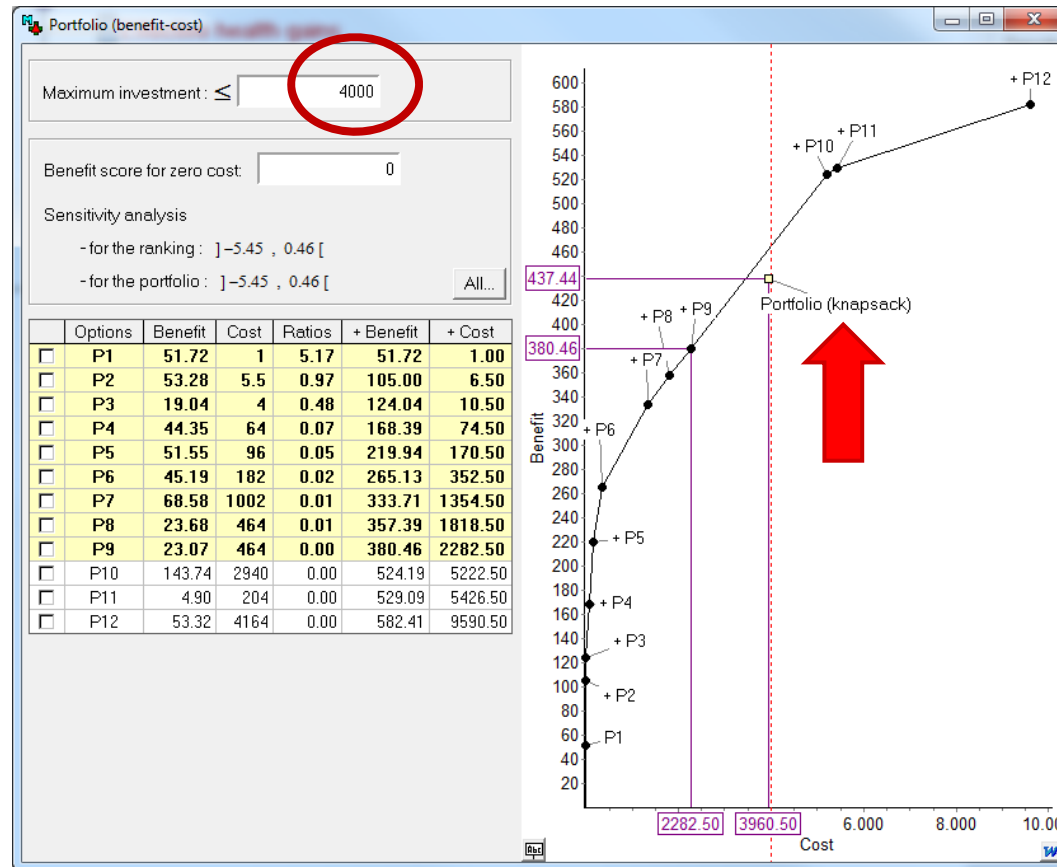 Portfolio (benefit-cost)
Maximum investment : ≤ 4000
Benefit score for zero cost: 0
Sensitivity analysis
- for the ranking : ]−5.45 , 0.46 [
- for the portfolio : ]−5.45 , 0.46 [
All...
Options Benefit Cost Ratios + Benefit + Cost
P1 51.72 1 5.17 51.72 1.00
P2 53.28 5.5 0.97 105.00 6.50
P3 19.04 4 0.48 124.04 10.50
P4 44.35 64 0.07 168.39 74.50
P5 51.55 96 0.05 219.94 170.50
P6 45.19 182 0.02 265.13 352.50
P7 68.58 1002 0.01 333.71 1354.50
P8 23.68 464 0.01 357.39 1818.50
P9 23.07 464 0.00 380.46 2282.50
P10 143.74 2940 0.00 524.19 5222.50
P11 4.90 204 0.00 529.09 5426.50
P12 53.32 4164 0.00 582.41 9590.50
600
580
560
540
520
500
480
460
437.44
420
400
380.46
360
340
320
300
280
260
240
220
200
180
160
140
120
100
80
60
40
20
Benefit
+ P12
+ P11
+ P10
Portfolio (knapsack)
+ P9
+ P8
+ P7
+ P6
+ P5
+ P4
+ P3
+ P2
P1
2282.50 3960.50 6.000 8.000 10.00
Cost
Abc
W